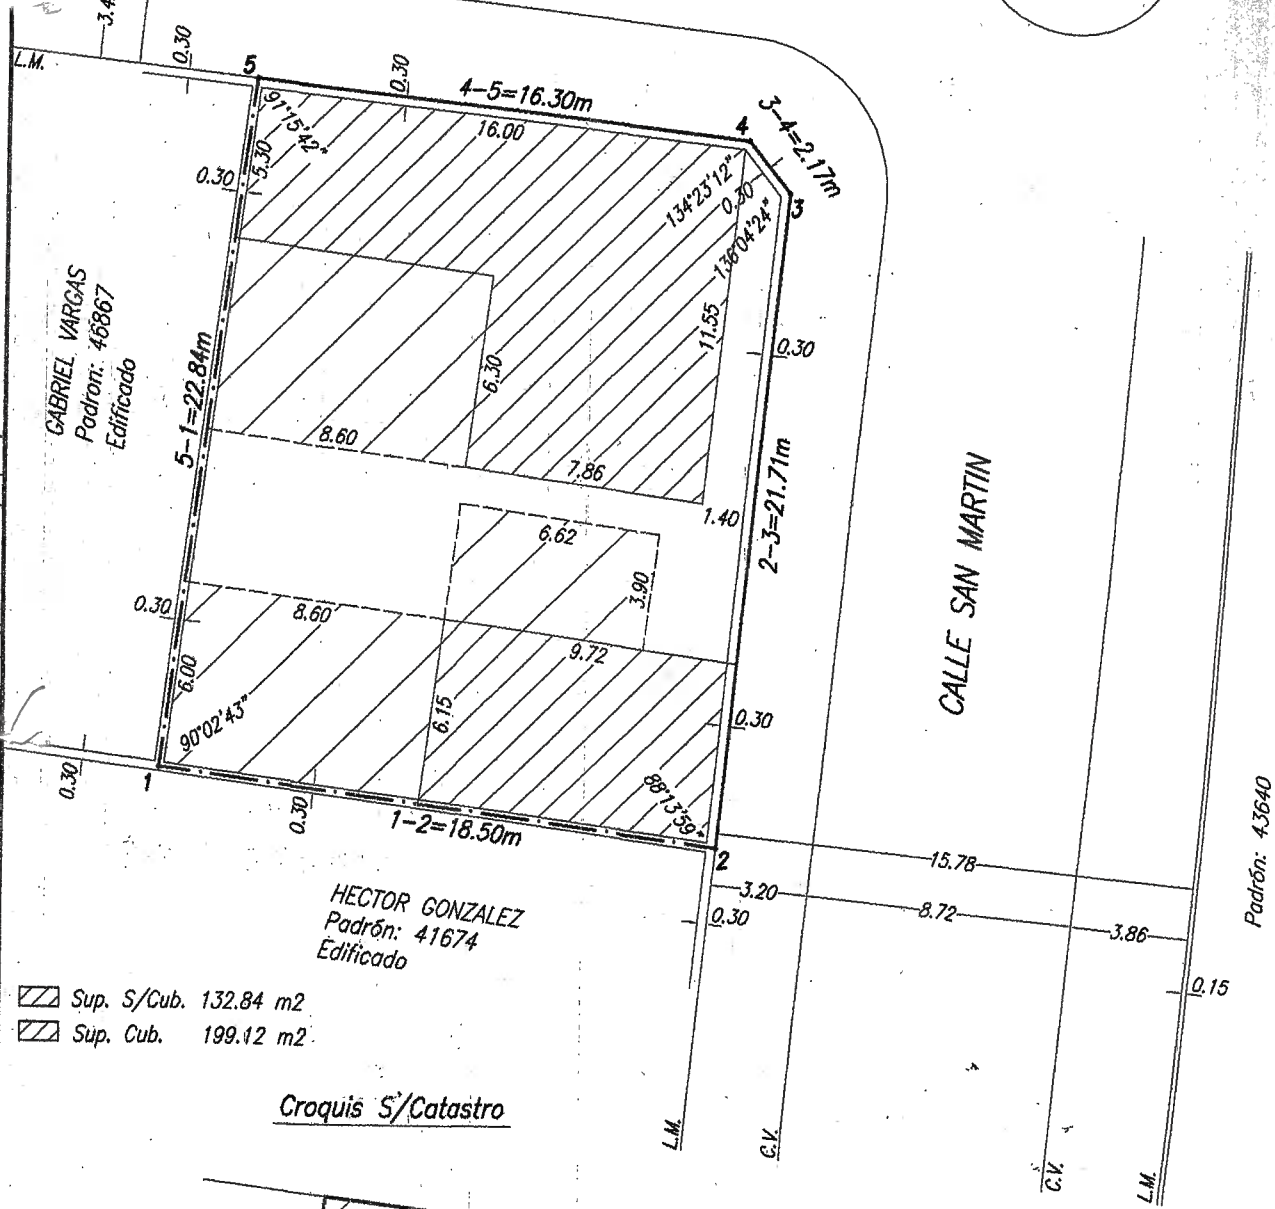 3.4
L.M.
0.30
5
0.30
4-5=16.30m
16.00
4
3-4=2.17m
3
91°15'42"
5.30
0.30
134°23'12"
0.30
136°04'24"
11.55
0.30
GABRIEL VARGAS
Padron: 46867
Edificado
5-1=22.84m
6.30
8.60
7.86
1.40
2-3=21.71m
CALLE SAN MARTIN
6.62
3.90
0.30
8.60
9.72
6.00
6.15
90°02'43"
0.30
88°13'59"
0.30
1
0.30
1-2=18.50m
2
15.78
3.20
8.72
3.86
0.30
0.15
Padrón: 43640
HECTOR GONZALEZ
Padrón: 41674
Edificado
Sup. S/Cub. 132.84 m2
Sup. Cub. 199.12 m2
Croquis S/Catastro
L.M.
C.V.
C.V.
L.M.